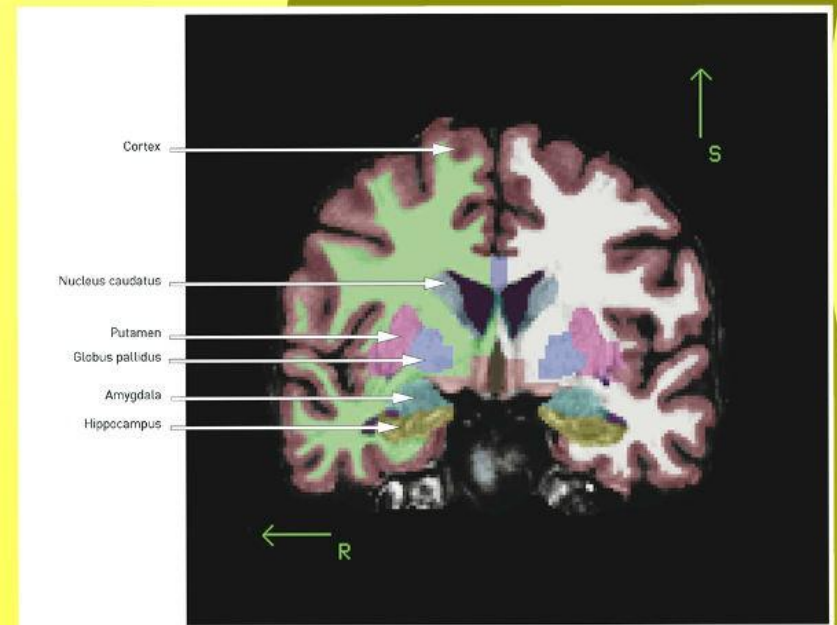 Cortex
S
Nucleus caudatus
Putamen
Globus pallidus
Amygdala
Hippocampus
R